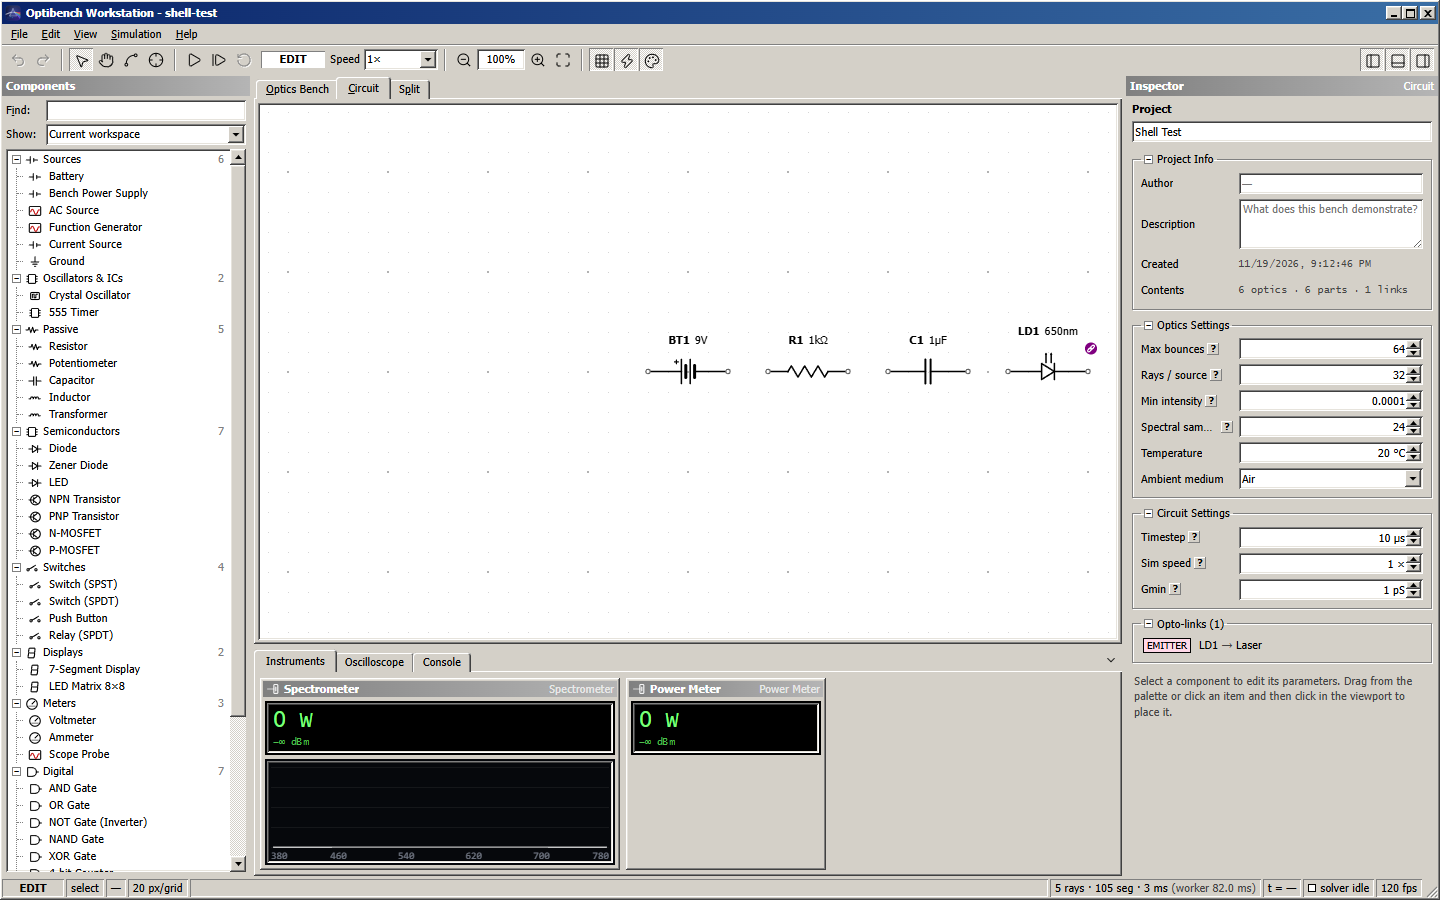 Optibench Workstation - shell-test
File Edit View Simulation Help
EDIT Speed 1× 100%
Components
Find:
Show: Current workspace
Sources 6
Battery
Bench Power Supply
AC Source
Function Generator
Current Source
Ground
Oscillators & ICs 2
Crystal Oscillator
555 Timer
Passive 5
Resistor
Potentiometer
Capacitor
Inductor
Transformer
Semiconductors 7
Diode
Zener Diode
LED
NPN Transistor
PNP Transistor
N-MOSFET
P-MOSFET
Switches 4
Switch (SPST)
Switch (SPDT)
Push Button
Relay (SPDT)
Displays 2
7-Segment Display
LED Matrix 8×8
Meters 3
Voltmeter
Ammeter
Scope Probe
Digital 7
AND Gate
OR Gate
NOT Gate (Inverter)
NAND Gate
XOR Gate
Optics Bench Circuit Split
BT1 9V
R1 1kΩ
C1 1µF
LD1 650nm
Instruments Oscilloscope Console
Spectrometer Spectrometer
0 W
−∞ dBm
380 460 540 620 700 780
Power Meter Power Meter
0 W
−∞ dBm
Inspector Circuit
Project
Shell Test
Project Info
Author —
Description What does this bench demonstrate?
Created 11/19/2026, 9:12:46 PM
Contents 6 optics · 6 parts · 1 links
Optics Settings
Max bounces ? 64
Rays / source ? 32
Min intensity ? 0.0001
Spectral sam... ? 24
Temperature 20 °C
Ambient medium Air
Circuit Settings
Timestep ? 10 µs
Sim speed ? 1 ×
Gmin ? 1 pS
Opto-links (1)
EMITTER LD1 → Laser
Select a component to edit its parameters. Drag from the
palette or click an item and then click in the viewport to
place it.
EDIT select — 20 px/grid
5 rays · 105 seg · 3 ms (worker 82.0 ms) t = — solver idle 120 fps